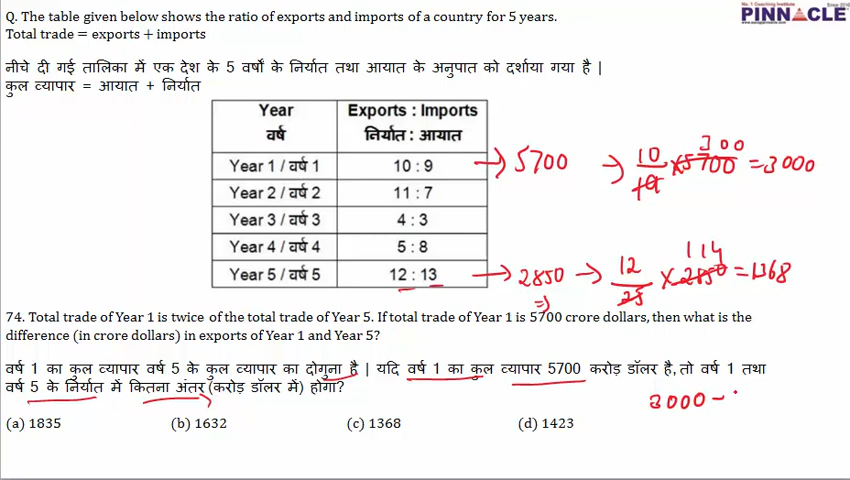 Q. The table given below shows the ratio of exports and imports of a country for 5 years.
Total trade = exports + imports
PINNACLE
नीचे दी गई तालिका में एक देश के 5 वर्षों के निर्यात तथा आयात के अनुपात को दर्शाया गया है |
कुल व्यापार = आयात + निर्यात
Year Exports : Imports
वर्ष निर्यात : आयात
Year 1 / वर्ष 1 10 : 9 → 5700 → 10/19 × 5700 300 = 3000
Year 2 / वर्ष 2 11 : 7
Year 3 / वर्ष 3 4 : 3
Year 4 / वर्ष 4 5 : 8
Year 5 / वर्ष 5 12 : 13 → 2850 → 12/25 × 2850 114 = 1368
74. Total trade of Year 1 is twice of the total trade of Year 5. If total trade of Year 1 is 5700 crore dollars, then what is the
difference (in crore dollars) in exports of Year 1 and Year 5?
वर्ष 1 का कुल व्यापार वर्ष 5 के कुल व्यापार का दोगुना है | यदि वर्ष 1 का कुल व्यापार 5700 करोड़ डॉलर है, तो वर्ष 1 तथा
वर्ष 5 के निर्यात में कितना अंतर (करोड़ डॉलर में) होगा?
3000 -
(a) 1835 (b) 1632 (c) 1368 (d) 1423